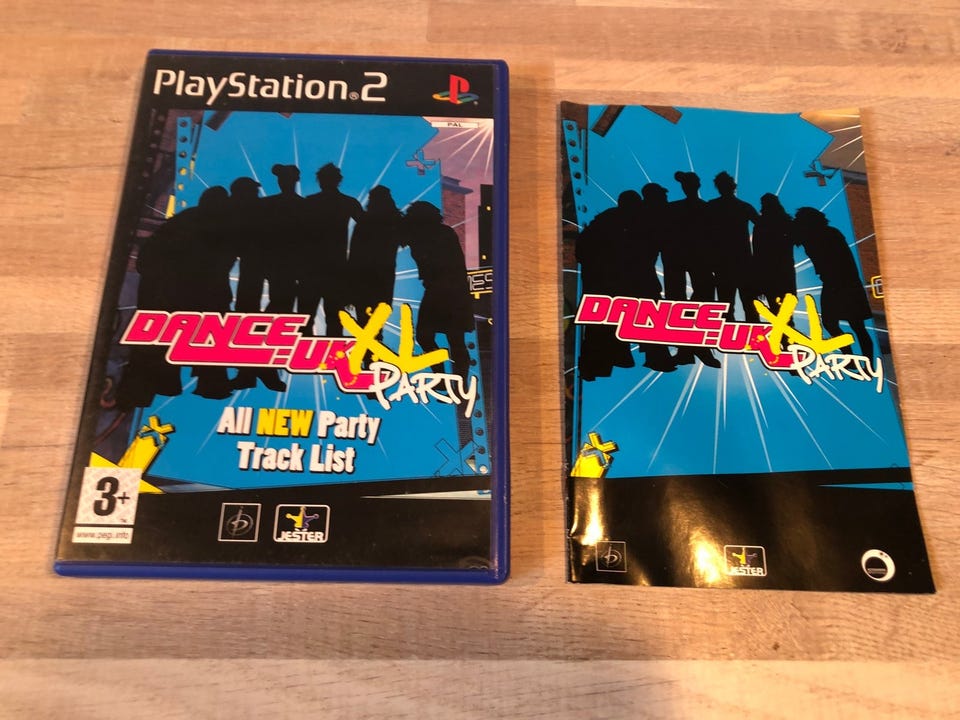 PlayStation®2
PAL
DANCE:UK XL
PARTY
All NEW Party
Track List
3+
www.pegi.info
JESTER
DANCE:UK XL
PARTY
JESTER